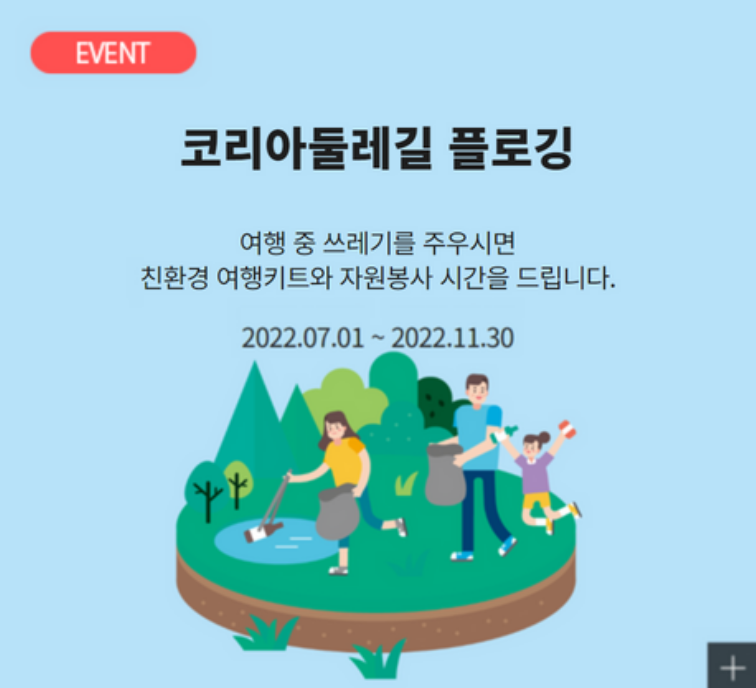 EVENT
코리아둘레길 플로깅
여행 중 쓰레기를 주우시면
친환경 여행키트와 자원봉사 시간을 드립니다.
2022.07.01 ~ 2022.11.30